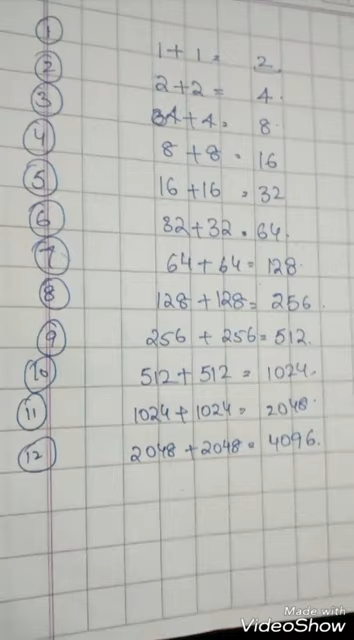 1 1 + 1 = 2
2 2 + 2 = 4.
3 4 + 4 = 8
4 8 + 8 = 16
5 16 + 16 = 32
6 32 + 32 = 64.
7 64 + 64 = 128
8 128 + 128 = 256.
9 256 + 256 = 512.
10 512 + 512 = 1024.
11 1024 + 1024 = 2048
12 2048 + 2048 = 4096.
Made with
VideoShow